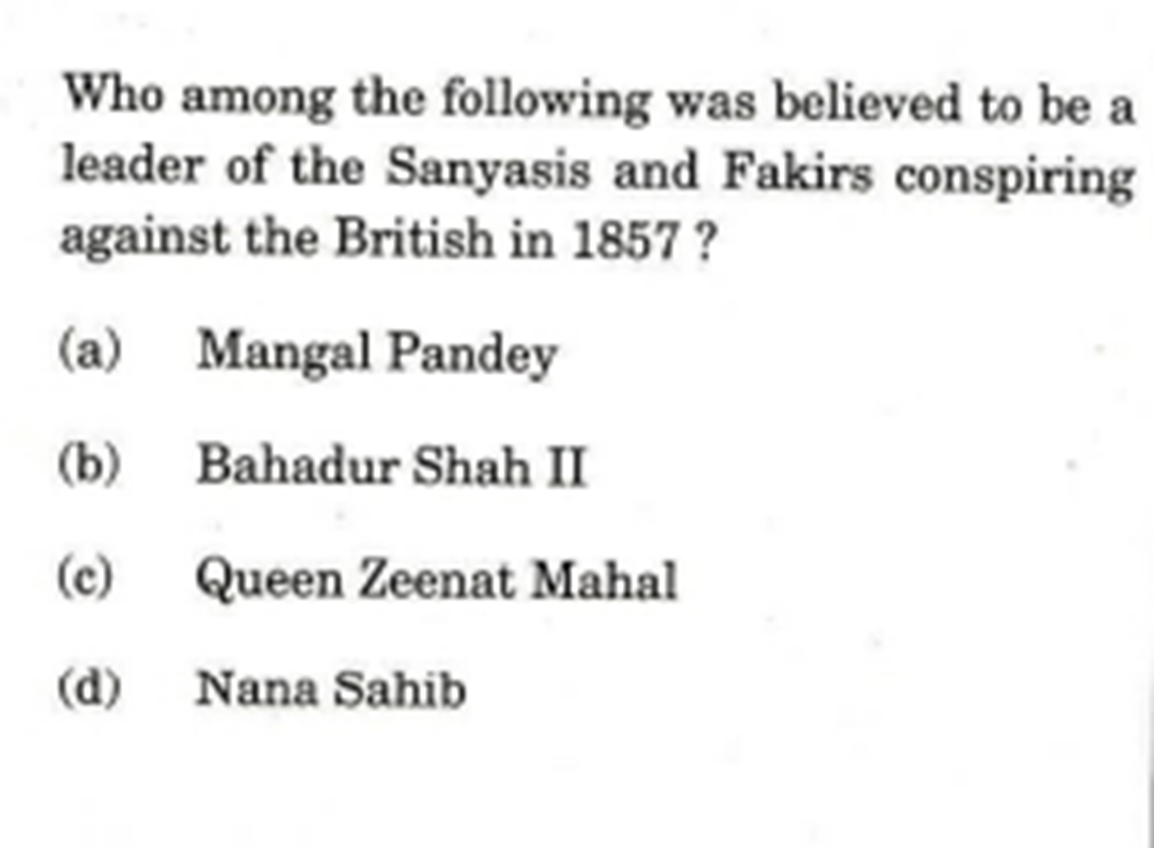 Who among the following was believed to be a
leader of the Sanyasis and Fakirs conspiring
against the British in 1857 ?
(a) Mangal Pandey
(b) Bahadur Shah II
(c) Queen Zeenat Mahal
(d) Nana Sahib